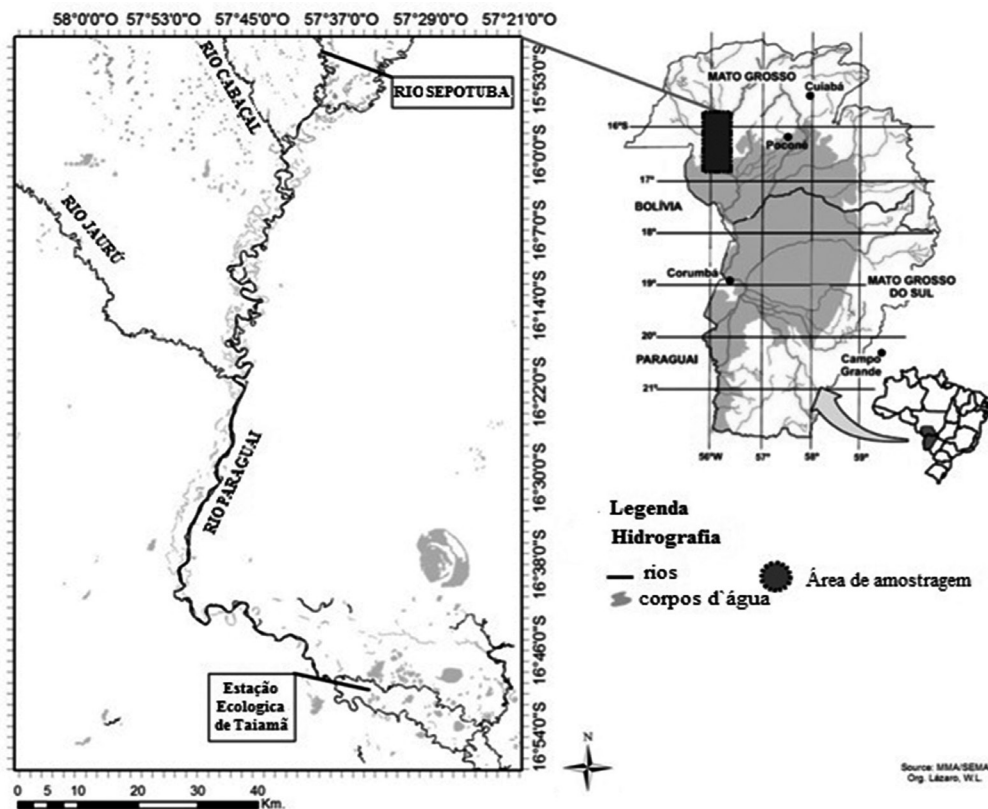 58°0'0"O 57°53'0"O 57°45'0"O 57°37'0"O 57°29'0"O 57°21'0"O
RIO CABAÇAL
RIO SEPOTUBA
RIO JAURÚ
RIO PARAGUAI
Estação
Ecologica
de Taiamã
15°53'0"S
16°0'0"S
16°7'0"S
16°14'0"S
16°22'0"S
16°30'0"S
16°38'0"S
16°46'0"S
16°54'0"S
0 5 10 20 30 40
Km.
MATO GROSSO
Cuiabá
16°S
Poconé
17°
BOLÍVIA
18°
Corumbá
19°
MATO GROSSO
DO SUL
20°
PARAGUAI
Campo
Grande
21°
56°W 57° 58° 59°
Legenda
Hidrografia
rios
corpos d`água
Área de amostragem
N
Source: MMA/SEMA
Org. Lázaro, W.L.